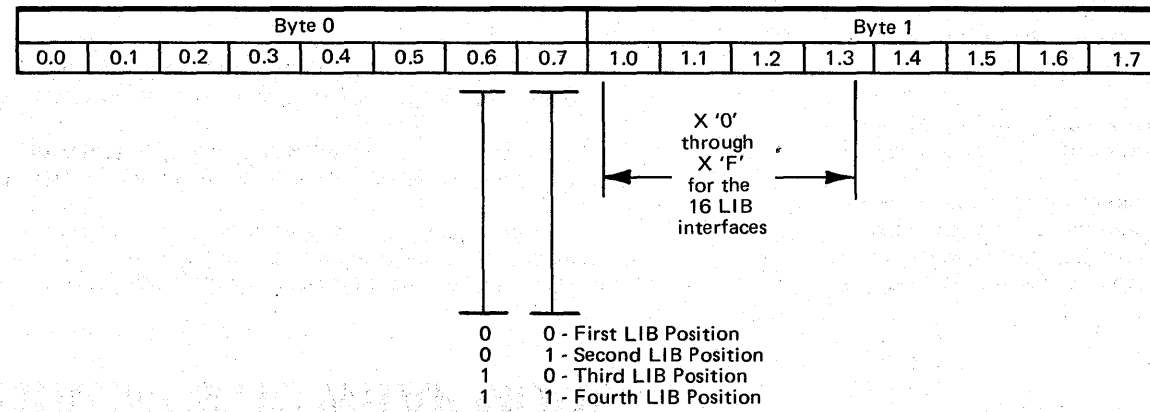 Byte 0 Byte 1
0.0 0.1 0.2 0.3 0.4 0.5 0.6 0.7 1.0 1.1 1.2 1.3 1.4 1.5 1.6 1.7
X '0'
through
X 'F'
for the
16 LIB
interfaces
0 0 - First LIB Position
0 1 - Second LIB Position
1 0 - Third LIB Position
1 1 - Fourth LIB Position